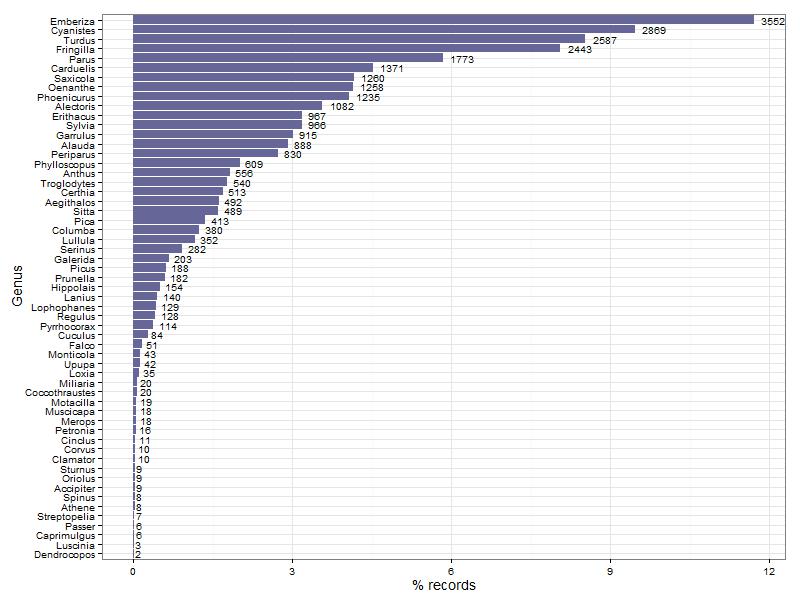 Emberiza 3552
Cyanistes 2869
Turdus 2587
Fringilla 2443
Parus 1773
Carduelis 1371
Saxicola 1260
Oenanthe 1258
Phoenicurus 1235
Alectoris 1082
Erithacus 967
Sylvia 966
Garrulus 915
Alauda 888
Periparus 830
Phylloscopus 609
Anthus 556
Troglodytes 540
Certhia 513
Aegithalos 492
Sitta 489
Pica 413
Columba 380
Lullula 352
Serinus 282
Galerida 203
Picus 188
Prunella 182
Hippolais 154
Lanius 140
Lophophanes 129
Regulus 128
Pyrrhocorax 114
Cuculus 84
Falco 51
Monticola 43
Upupa 42
Loxia 35
Miliaria 20
Coccothraustes 20
Motacilla 19
Muscicapa 18
Merops 18
Petronia 16
Cinclus 11
Corvus 10
Clamator 10
Sturnus 9
Oriolus 9
Accipiter 9
Spinus 8
Athene 8
Streptopelia 7
Passer 6
Caprimulgus 6
Luscinia 3
Dendrocopos 2
Genus
0 3 6 9 12
% records